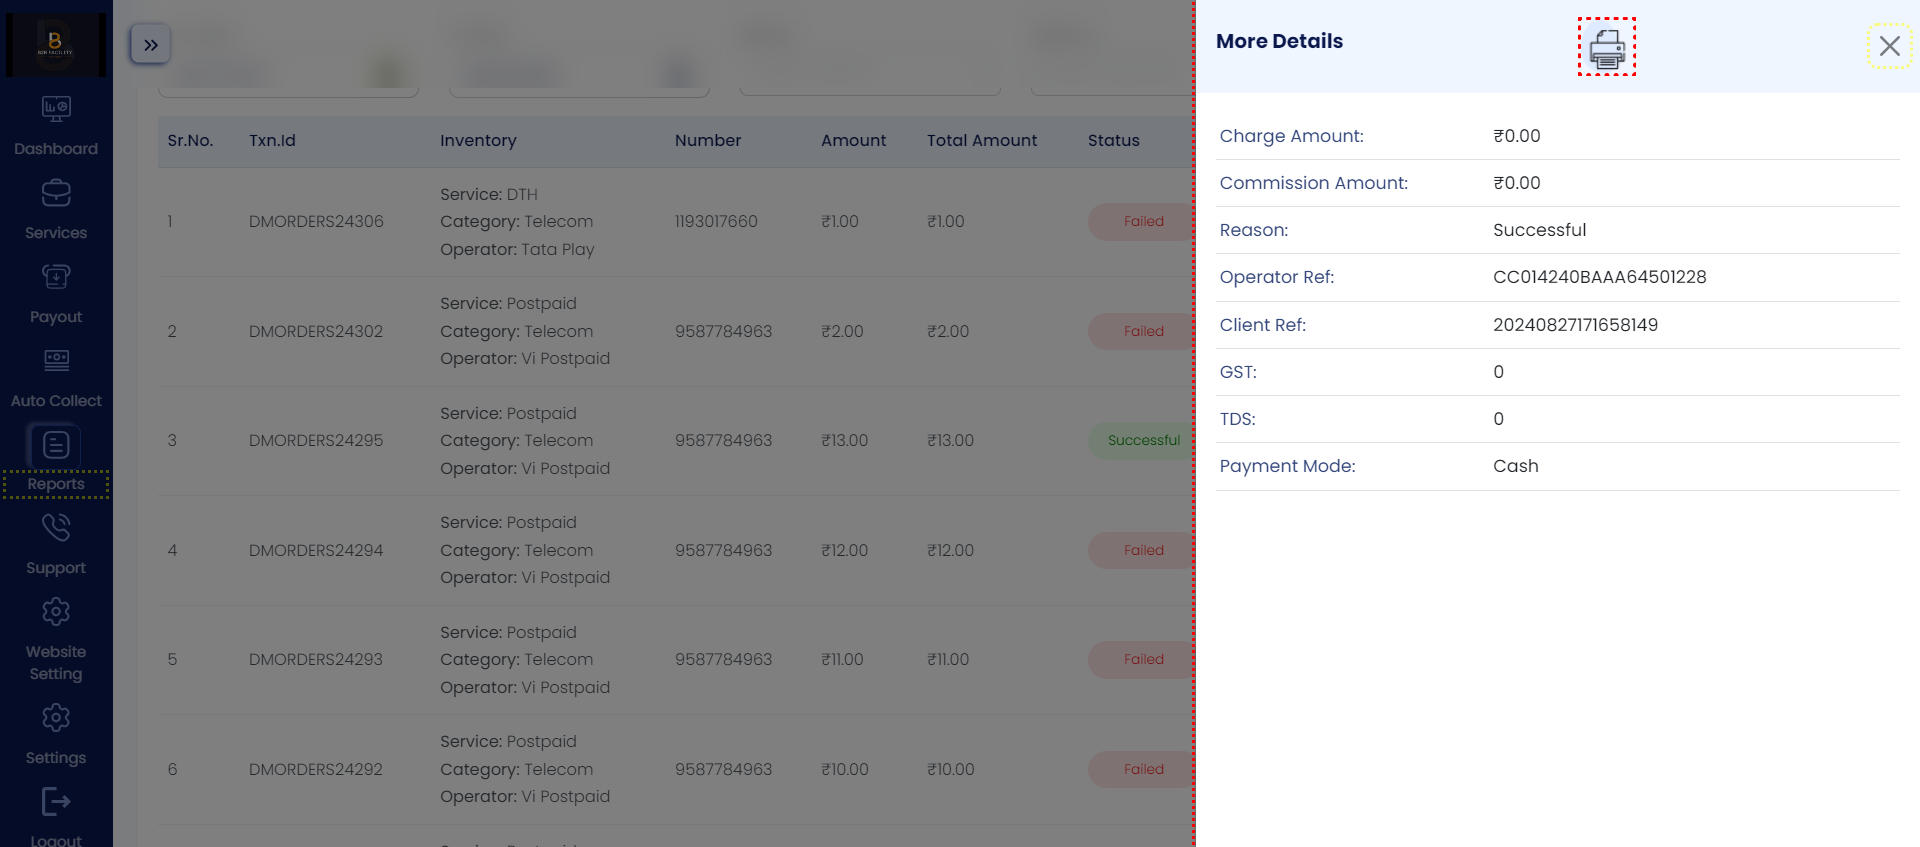 B2B FACILITY
Dashboard
Services
Payout
Auto Collect
Reports
Support
Website
Setting
Settings
Logout
Sr.No. Txn.Id Inventory Number Amount Total Amount Status
1 DMORDERS24306 Service: DTH
Category: Telecom
Operator: Tata Play 1193017660 ₹1.00 ₹1.00 Failed
2 DMORDERS24302 Service: Postpaid
Category: Telecom
Operator: Vi Postpaid 9587784963 ₹2.00 ₹2.00 Failed
3 DMORDERS24295 Service: Postpaid
Category: Telecom
Operator: Vi Postpaid 9587784963 ₹13.00 ₹13.00 Successful
4 DMORDERS24294 Service: Postpaid
Category: Telecom
Operator: Vi Postpaid 9587784963 ₹12.00 ₹12.00 Failed
5 DMORDERS24293 Service: Postpaid
Category: Telecom
Operator: Vi Postpaid 9587784963 ₹11.00 ₹11.00 Failed
6 DMORDERS24292 Service: Postpaid
Category: Telecom
Operator: Vi Postpaid 9587784963 ₹10.00 ₹10.00 Failed
More Details
Charge Amount: ₹0.00
Commission Amount: ₹0.00
Reason: Successful
Operator Ref: CC014240BAAA64501228
Client Ref: 20240827171658149
GST: 0
TDS: 0
Payment Mode: Cash